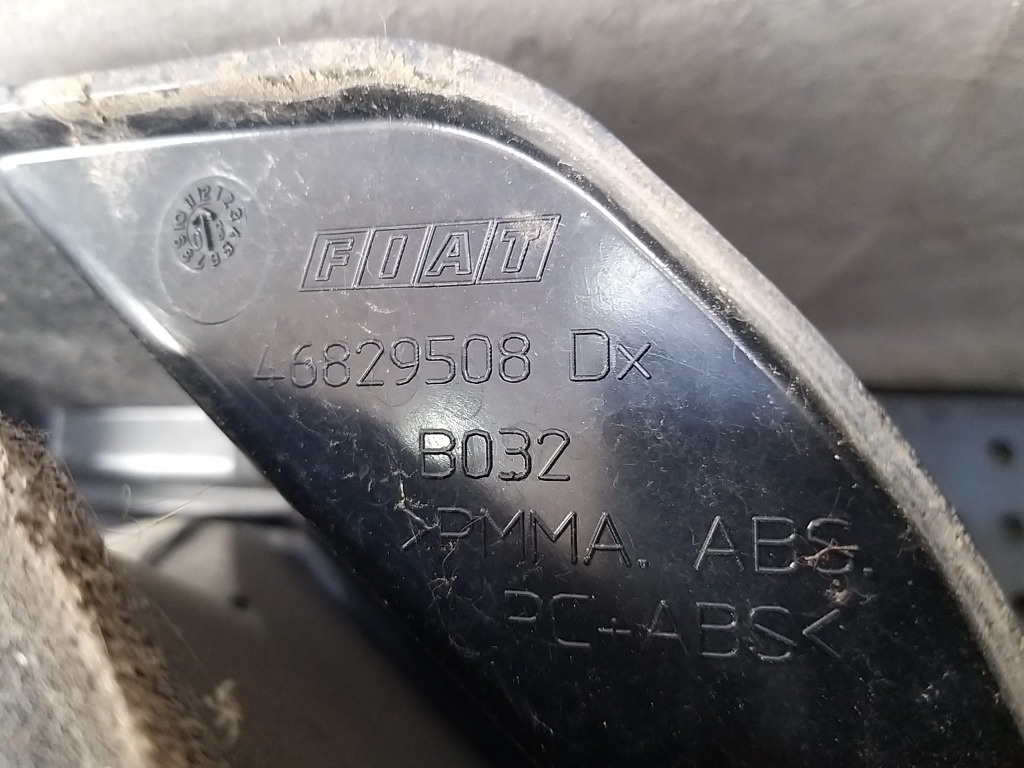 FIAT
46829508 Dx
B032
>PMMA. ABS.
PC+ABS<